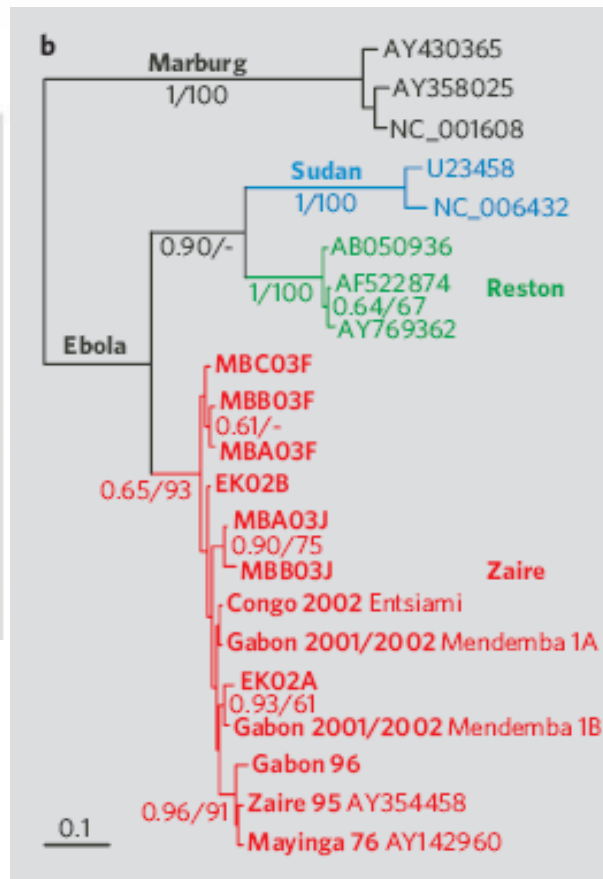 b
AY430365
Marburg
1/100
AY358025
NC_001608
Sudan
U23458
1/100
NC_006432
0.90/-
AB050936
1/100
AF522874
Reston
0.64/67
AY769362
Ebola
MBC03F
MBB03F
0.61/-
MBA03F
0.65/93
EK02B
MBA03J
0.90/75
MBB03J
Zaire
Congo 2002 Entsiami
Gabon 2001/2002 Mendemba 1A
EK02A
0.93/61
Gabon 2001/2002 Mendemba 1B
Gabon 96
0.96/91
Zaire 95 AY354458
0.1
Mayinga 76 AY142960